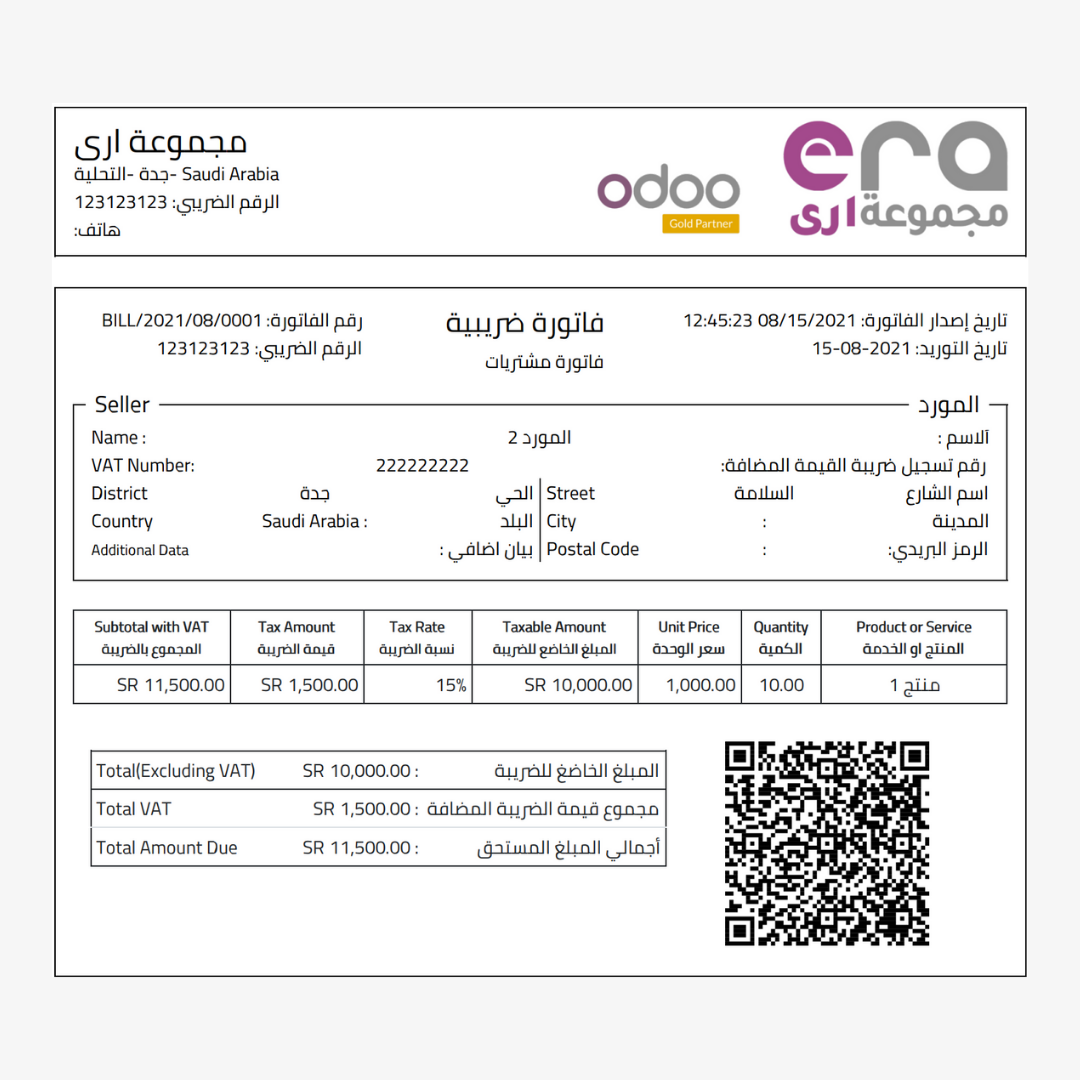 مجموعة ارى
Saudi Arabia -جدة -التحلية
الرقم الضريبي: 123123123
هاتف:
odoo
Gold Partner
era
مجموعة ارى
رقم الفاتورة: BILL/2021/08/0001
الرقم الضريبي: 123123123
فاتورة ضريبية
فاتورة مشتريات
تاريخ إصدار الفاتورة: 08/15/2021 12:45:23
تاريخ التوريد: 2021-08-15
Seller المورد
Name : المورد 2 آلاسم :
VAT Number: 222222222 رقم تسجيل ضريبة القيمة المضافة:
District جدة الحي Street السلامة اسم الشارع
Country Saudi Arabia : البلد City : المدينة
Additional Data بيان اضافي : Postal Code : الرمز البريدي:
Subtotal with VAT Tax Amount Tax Rate Taxable Amount Unit Price Quantity Product or Service
المجموع بالضريبة قيمة الضريبة نسبة الضريبة المبلغ الخاضع للضريبة سعر الوحدة الكمية المنتج او الخدمة
SR 11,500.00 SR 1,500.00 15% SR 10,000.00 1,000.00 10.00 منتج 1
Total(Excluding VAT) SR 10,000.00 : المبلغ الخاضغ للضريبة
Total VAT SR 1,500.00 : مجموع قيمة الضريبة المضافة
Total Amount Due SR 11,500.00 : أجمالي المبلغ المستحق